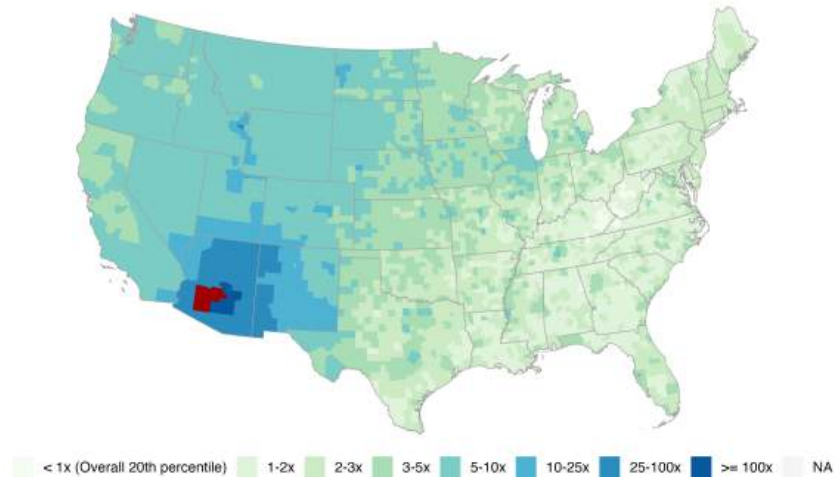 < 1x (Overall 20th percentile) 1-2x 2-3x 3-5x 5-10x 10-25x 25-100x >= 100x NA